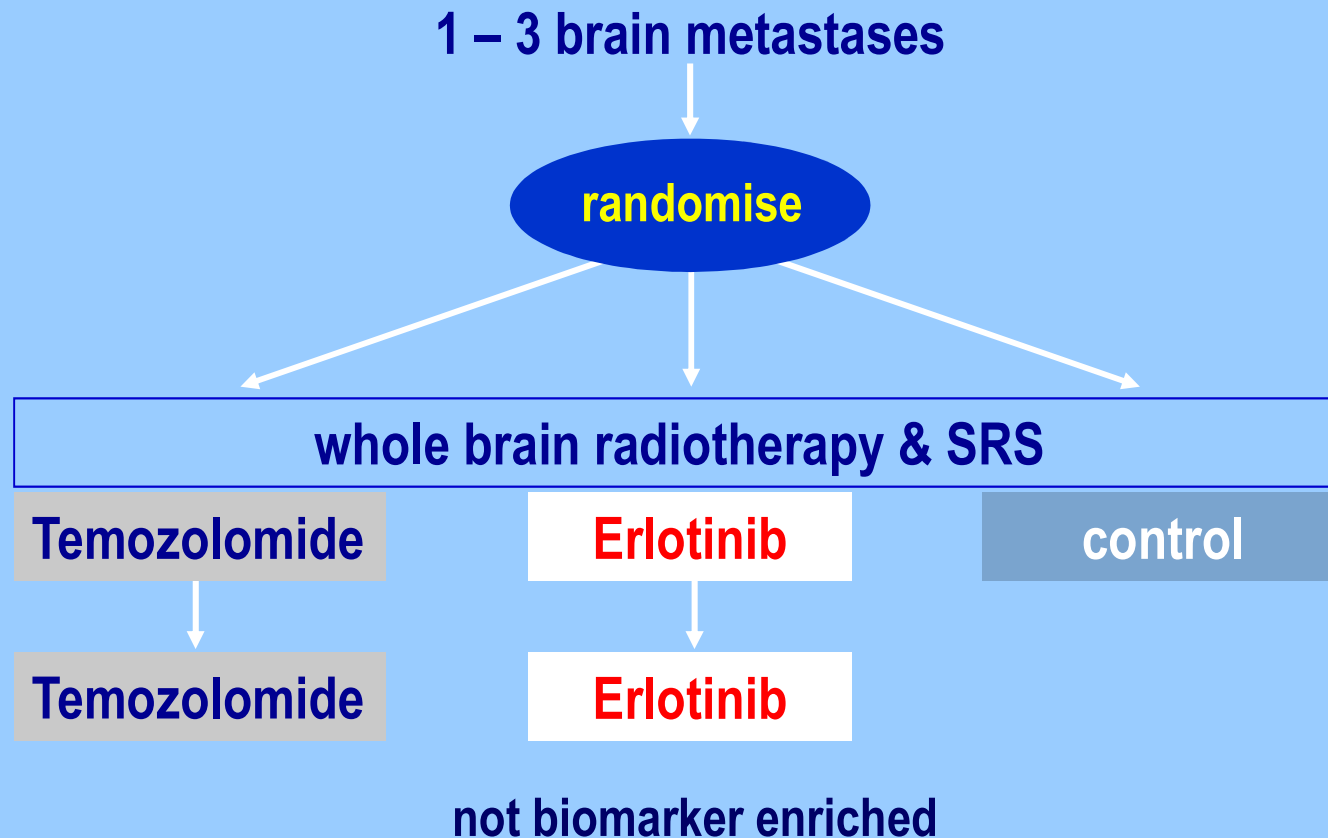 1 – 3 brain metastases
randomise
whole brain radiotherapy & SRS
Temozolomide
Erlotinib
control
Temozolomide
Erlotinib
not biomarker enriched